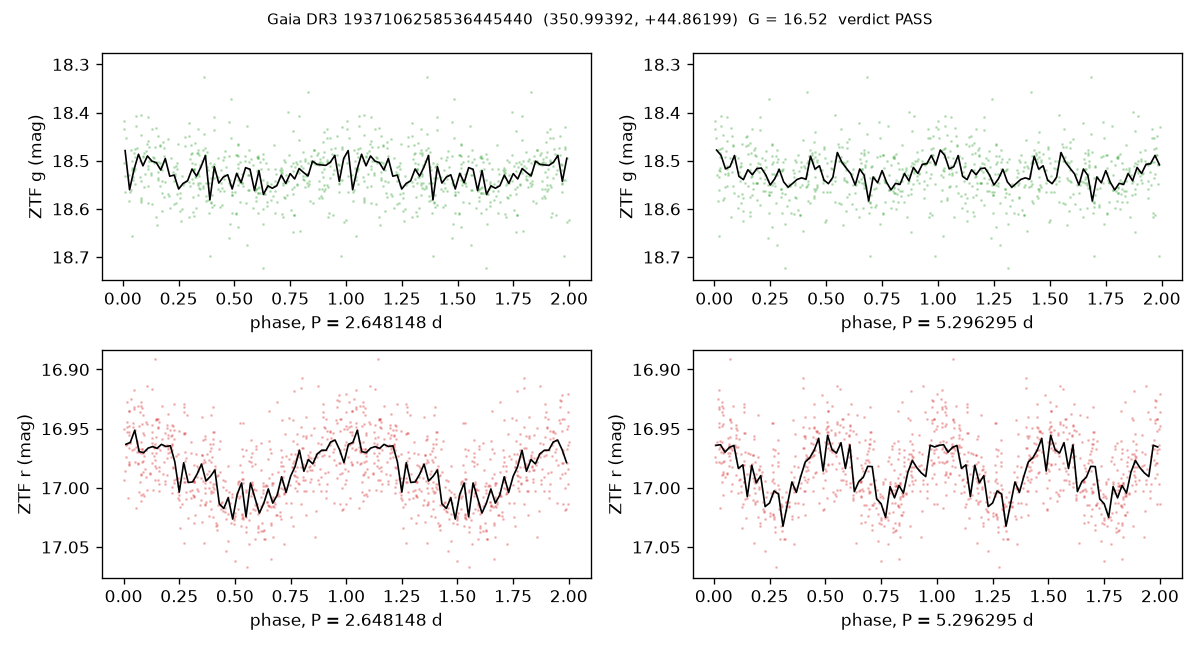 Gaia DR3 1937106258536445440 (350.99392, +44.86199) G = 16.52 verdict PASS
ZTF g (mag)
18.3
18.4
18.5
18.6
18.7
0.00 0.25 0.50 0.75 1.00 1.25 1.50 1.75 2.00
phase, P = 2.648148 d
ZTF g (mag)
18.3
18.4
18.5
18.6
18.7
0.00 0.25 0.50 0.75 1.00 1.25 1.50 1.75 2.00
phase, P = 5.296295 d
ZTF r (mag)
16.90
16.95
17.00
17.05
0.00 0.25 0.50 0.75 1.00 1.25 1.50 1.75 2.00
phase, P = 2.648148 d
ZTF r (mag)
16.90
16.95
17.00
17.05
0.00 0.25 0.50 0.75 1.00 1.25 1.50 1.75 2.00
phase, P = 5.296295 d